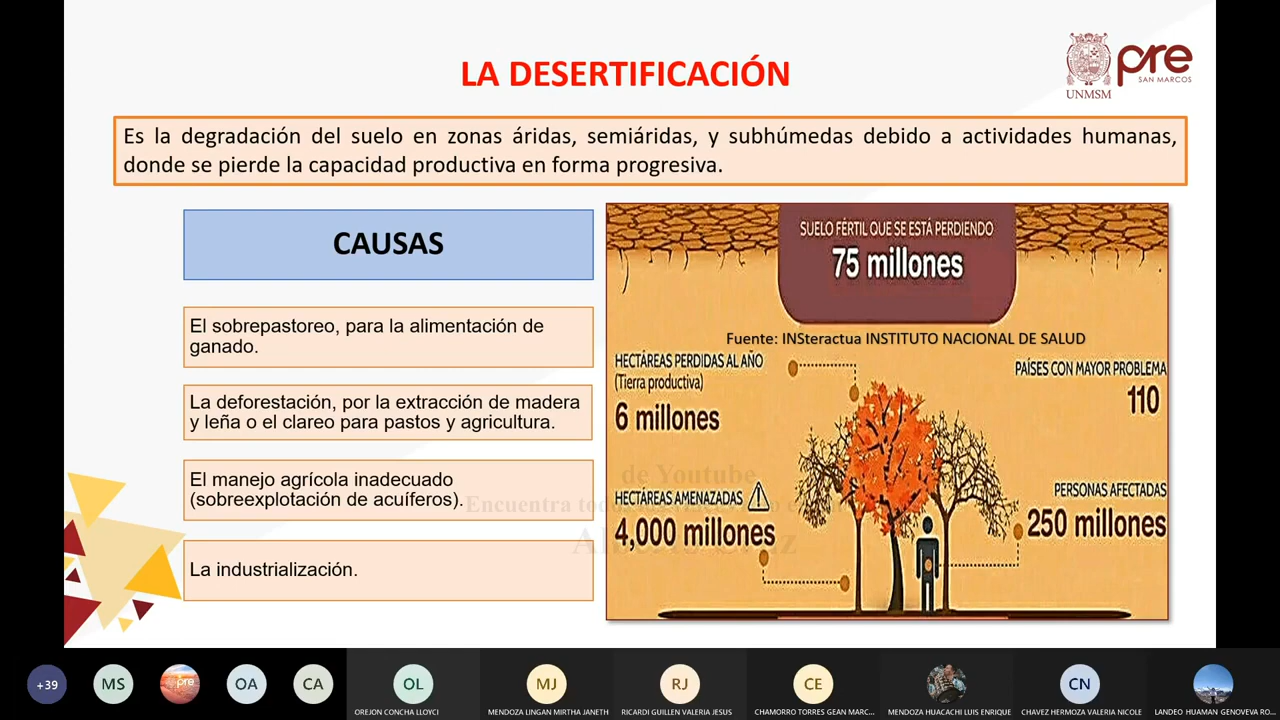 LA DESERTIFICACIÓN
pre
SAN MARCOS
UNMSM
Es la degradación del suelo en zonas áridas, semiáridas, y subhúmedas debido a actividades humanas,
donde se pierde la capacidad productiva en forma progresiva.
CAUSAS
El sobrepastoreo, para la alimentación de
ganado.
La deforestación, por la extracción de madera
y leña o el clareo para pastos y agricultura.
El manejo agrícola inadecuado
(sobreexplotación de acuíferos).
La industrialización.
SUELO FÉRTIL QUE SE ESTÁ PERDIENDO
75 millones
Fuente: INSteractua INSTITUTO NACIONAL DE SALUD
HECTÁREAS PERDIDAS AL AÑO
(Tierra productiva)
6 millones
PAÍSES CON MAYOR PROBLEMA
110
HECTÁREAS AMENAZADAS
4,000 millones
PERSONAS AFECTADAS
250 millones
de Youtube
Encuentra
+39
MS
pre
OA
CA
OL
OREJON CONCHA LLOYCI
MJ
MENDOZA LINGAN MIRTHA JANETH
RJ
RICARDI GUILLEN VALERIA JESUS
CE
CHAMORRO TORRES GEAN MARC...
MENDOZA HUACACHI LUIS ENRIQUE
CN
CHAVEZ HERMOZA VALERIA NICOLE
LANDEO HUAMAN GENOVEVA RO...